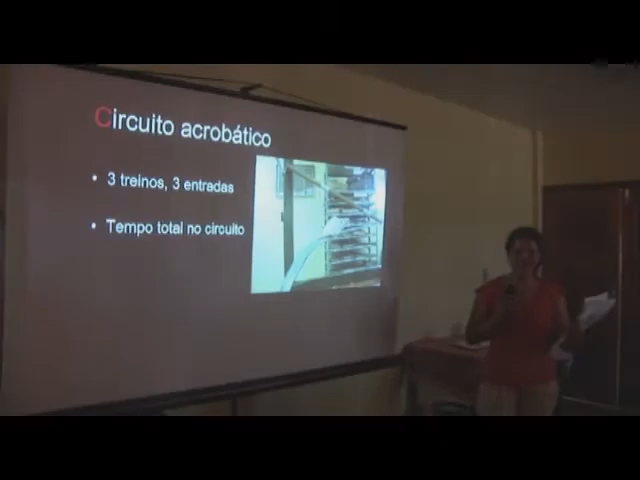 Circuito acrobático
• 3 treinos, 3 entradas
• Tempo total no circuito